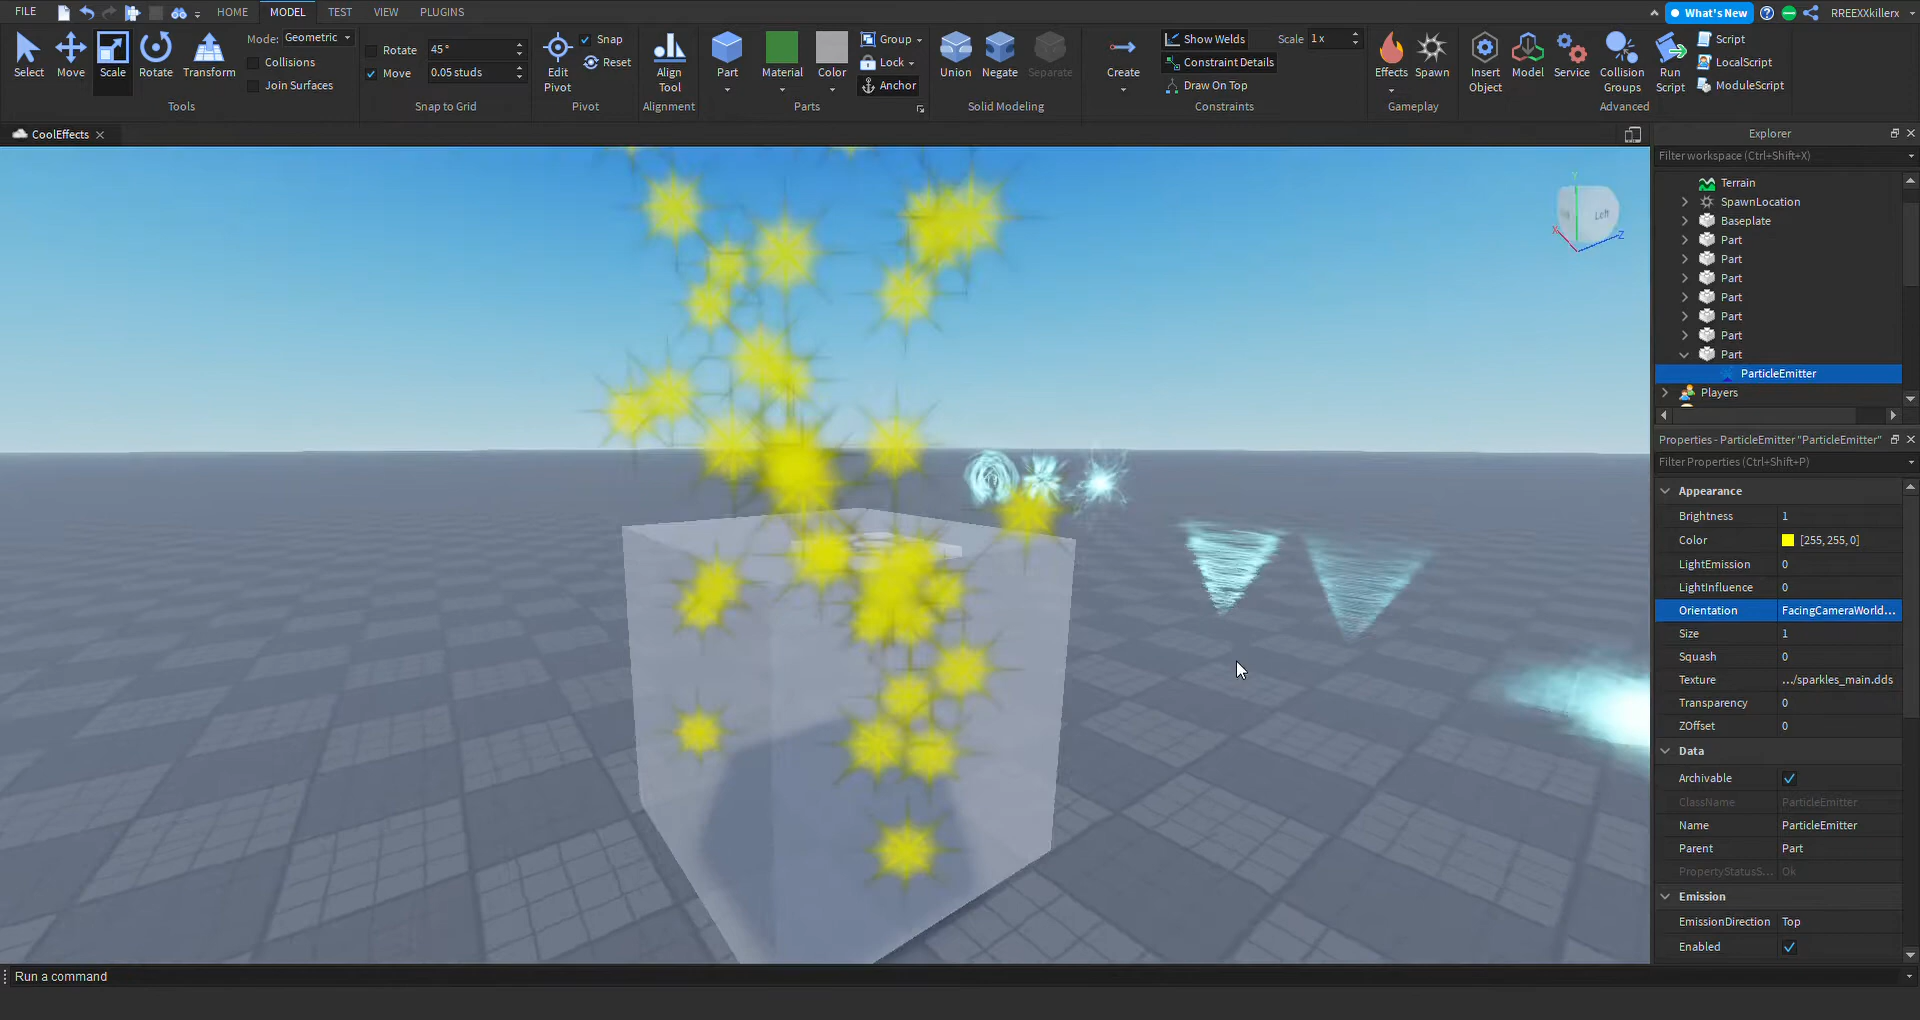 FILE HOME MODEL TEST VIEW PLUGINS What's New RREEXXkillerx
Select Move Scale Rotate Transform
Mode: Geometric
Collisions
Join Surfaces
Tools
Rotate 45°
Move 0.05 studs
Snap to Grid
Edit Pivot
Snap
Reset
Pivot
Align Tool
Alignment
Part Material Color
Group
Lock
Anchor
Parts
Union Negate Separate
Solid Modeling
Create
Show Welds Scale 1 x
Constraint Details
Draw On Top
Constraints
Effects Spawn
Gameplay
Insert Object
Model
Service
Collision Groups
Run Script
Script
LocalScript
ModuleScript
Advanced
CoolEffects
Left
Y
X
Z
Explorer
Filter workspace (Ctrl+Shift+X)
Terrain
SpawnLocation
Baseplate
Part
Part
Part
Part
Part
Part
Part
ParticleEmitter
Players
Properties - ParticleEmitter "ParticleEmitter"
Filter Properties (Ctrl+Shift+P)
Appearance
Brightness 1
Color [255, 255, 0]
LightEmission 0
LightInfluence 0
Orientation FacingCameraWorld...
Size 1
Squash 0
Texture .../sparkles_main.dds
Transparency 0
ZOffset 0
Data
Archivable
ClassName ParticleEmitter
Name ParticleEmitter
Parent Part
PropertyStatusS... Ok
Emission
EmissionDirection Top
Enabled
Run a command